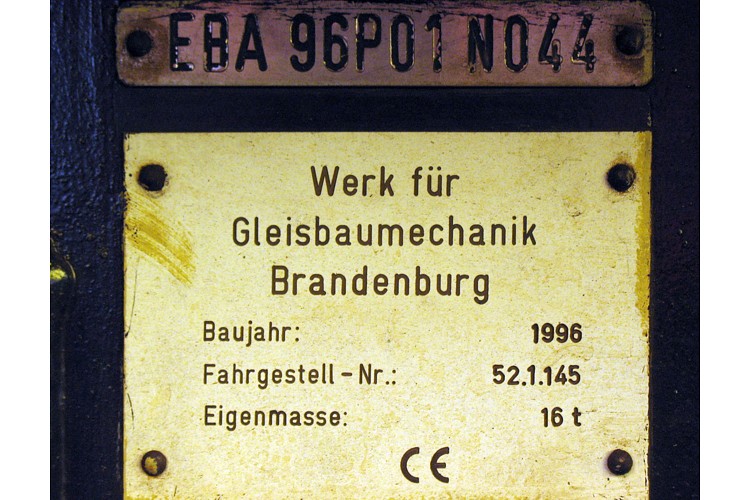 EBA 96P01 N044
Werk für
Gleisbaumechanik
Brandenburg
Baujahr: 1996
Fahrgestell-Nr.: 52.1.145
Eigenmasse: 16 t
CE